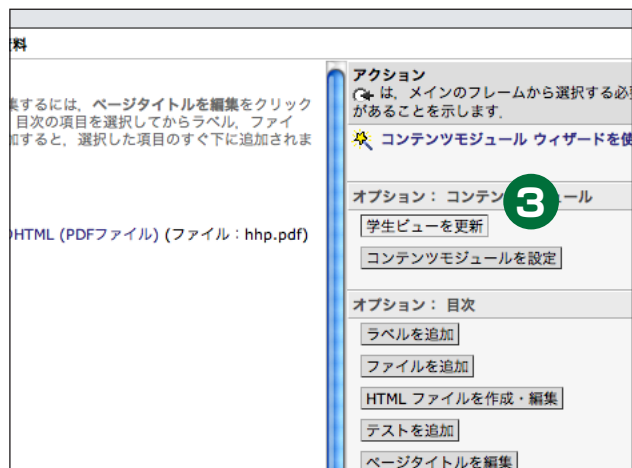 料
集するには，ページタイトルを編集をクリック
目次の項目を選択してからラベル，ファイ
加すると，選択した項目のすぐ下に追加されま
HTML (PDFファイル) (ファイル：hhp.pdf)
アクション
は，メインのフレームから選択する必
があることを示します．
コンテンツモジュール ウィザードを使
オプション： コンテン
ール
3
学生ビューを更新
コンテンツモジュールを設定
オプション： 目次
ラベルを追加
ファイルを追加
HTML ファイルを作成・編集
テストを追加
ページタイトルを編集